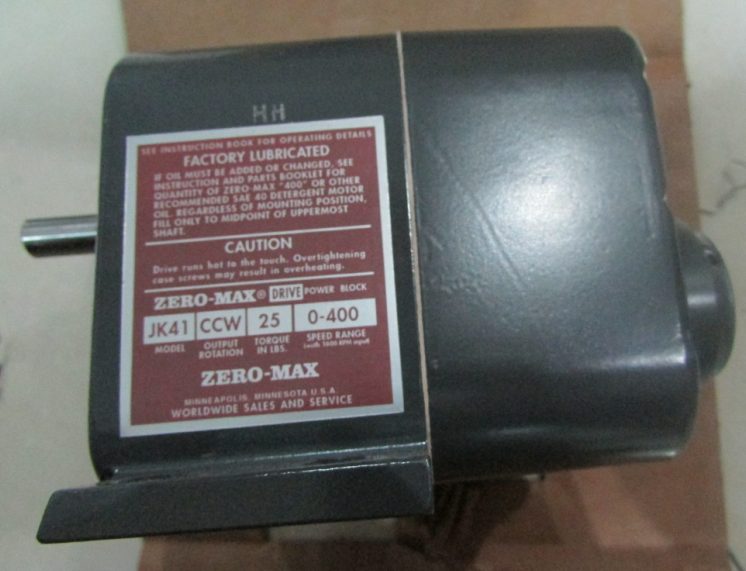 HH
SEE INSTRUCTION BOOK FOR OPERATING DETAILS
FACTORY LUBRICATED
IF OIL MUST BE ADDED OR CHANGED, SEE
INSTRUCTION AND PARTS BOOKLET FOR
QUANTITY OF ZERO MAX "400" OR OTHER
RECOMMENDED SAE 40 DETERGENT MOTOR
OIL. REGARDLESS OF MOUNTING POSITION,
FILL ONLY TO MIDPOINT OF UPPERMOST
SHAFT.
CAUTION
Drive runs hot to the touch. Overtightening
case screws may result in overheating.
ZERO-MAX® DRIVE POWER BLOCK
JK41 CCW 25 0-400
MODEL OUTPUT ROTATION TORQUE IN LBS. SPEED RANGE
ZERO-MAX
MINNEAPOLIS, MINNESOTA U.S.A.
WORLDWIDE SALES AND SERVICE